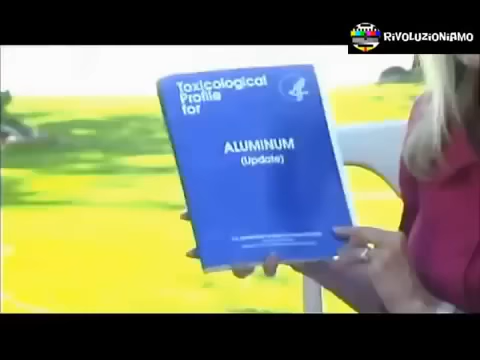 RiVOLUZiONiAMO
Toxicological
Profile
for
ALUMINUM
(Update)